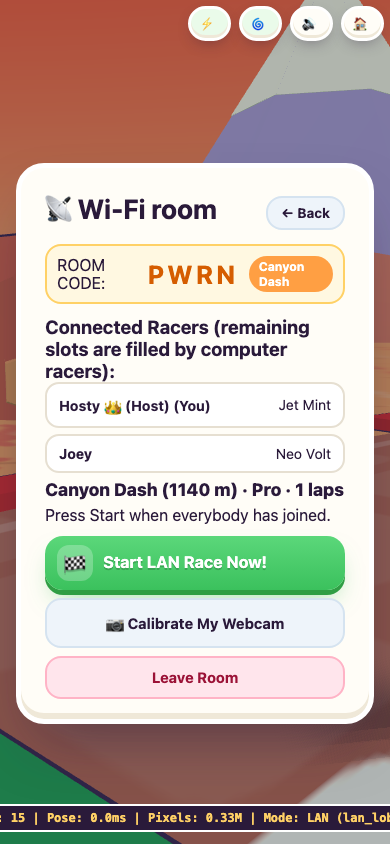 Wi-Fi room
← Back
ROOM CODE:
PWRN
Canyon Dash
Connected Racers (remaining
slots are filled by computer
racers):
Hosty 👑 (Host) (You)
Jet Mint
Joey
Neo Volt
Canyon Dash (1140 m) · Pro · 1 laps
Press Start when everybody has joined.
Start LAN Race Now!
Calibrate My Webcam
Leave Room
: 15 | Pose: 0.0ms | Pixels: 0.33M | Mode: LAN (lan_lob